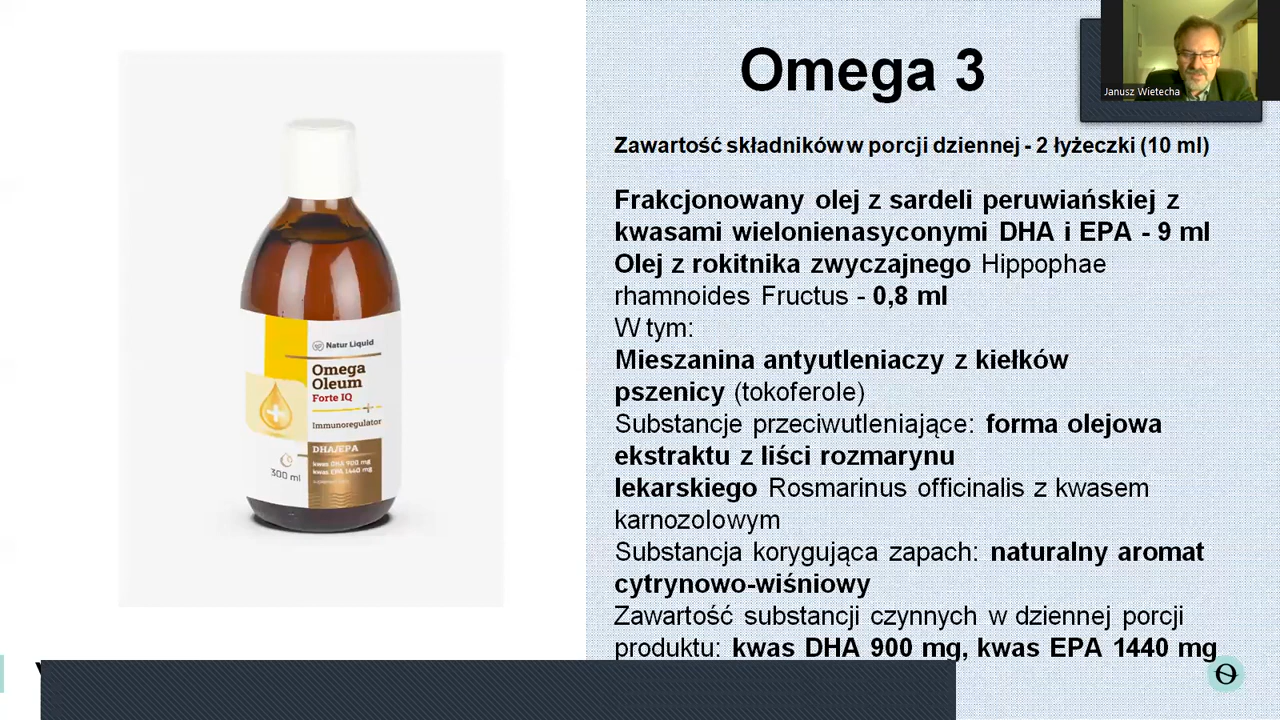 Omega 3
Janusz Wietecha
Zawartość składników w porcji dziennej - 2 łyżeczki (10 ml)
Frakcjonowany olej z sardeli peruwiańskiej z
kwasami wielonienasyconymi DHA i EPA - 9 ml
Olej z rokitnika zwyczajnego Hippophae
rhamnoides Fructus - 0,8 ml
W tym:
Mieszanina antyutleniaczy z kiełków
pszenicy (tokoferole)
Substancje przeciwutleniające: forma olejowa
ekstraktu z liści rozmarynu
lekarskiego Rosmarinus officinalis z kwasem
karnozolowym
Substancja korygująca zapach: naturalny aromat
cytrynowo-wiśniowy
Zawartość substancji czynnych w dziennej porcji
produktu: kwas DHA 900 mg, kwas EPA 1440 mg
Natur Liquid
Omega
Oleum
Forte IQ
Immunoregulator
DHA/EPA
kwas DHA 900 mg
kwas EPA 1440 mg
300 ml